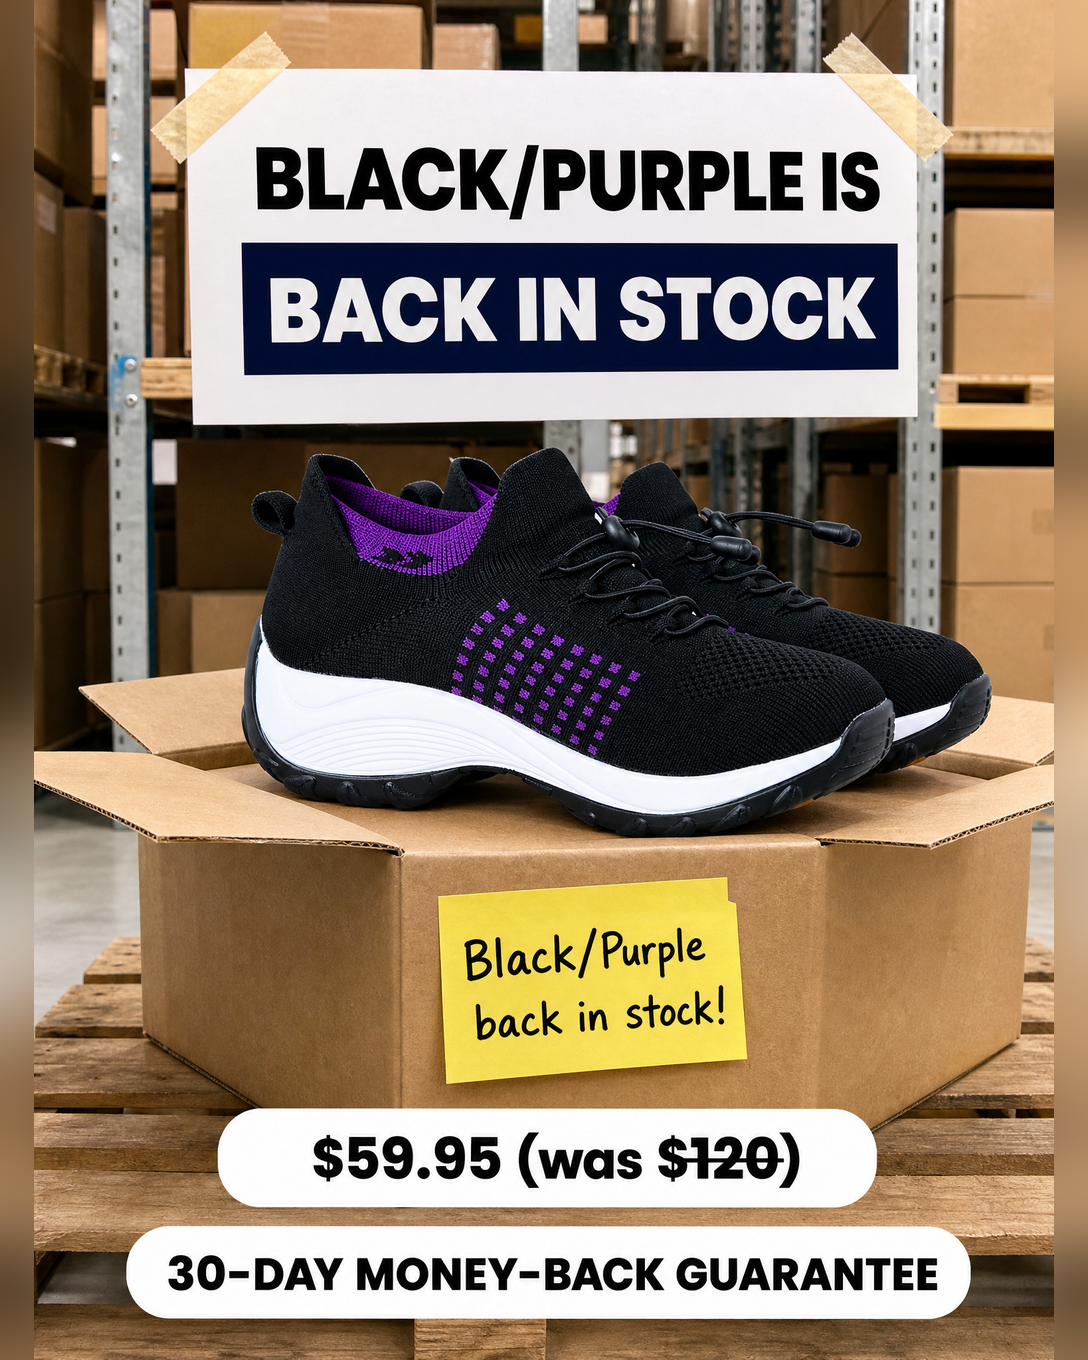 BLACK/PURPLE IS
BACK IN STOCK
Black/Purple
back in stock!
$59.95 (was $120)
30-DAY MONEY-BACK GUARANTEE